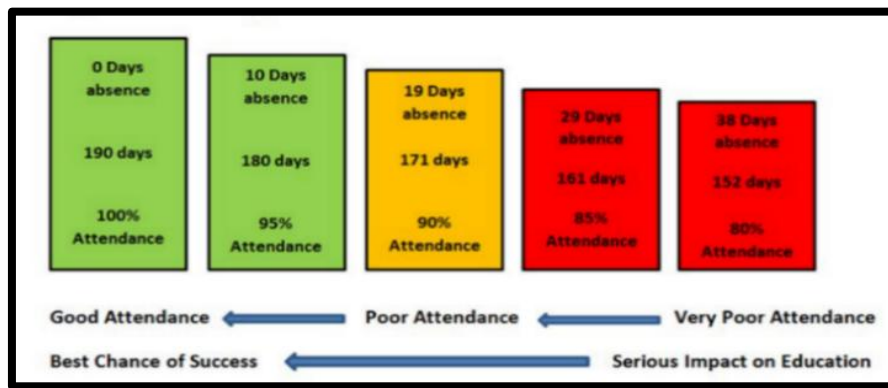 0 Days
absence
190 days
100%
Attendance
10 Days
absence
180 days
95%
Attendance
19 Days
absence
171 days
90%
Attendance
29 Days
absence
161 days
85%
Attendance
38 Days
absence
152 days
80%
Attendance
Good Attendance Poor Attendance Very Poor Attendance
Best Chance of Success Serious Impact on Education